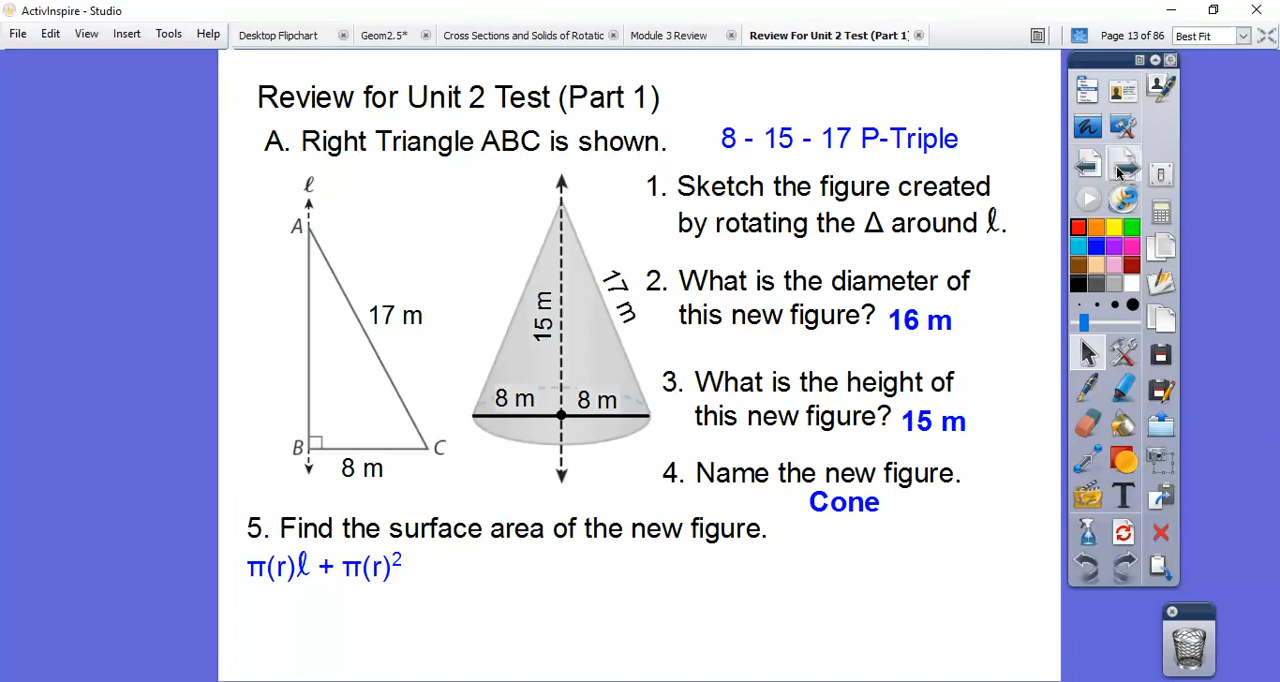 ActivInspire - Studio
File Edit View Insert Tools Help
Desktop Flipchart Geom2.5* Cross Sections and Solids of Rotatic Module 3 Review Review For Unit 2 Test (Part 1)
Page 13 of 86 Best Fit
Review for Unit 2 Test (Part 1)
A. Right Triangle ABC is shown.
8 - 15 - 17 P-Triple
ℓ
A
17 m
B
C
8 m
15 m
17 m
8 m 8 m
1. Sketch the figure created
by rotating the Δ around ℓ.
2. What is the diameter of
this new figure? 16 m
3. What is the height of
this new figure? 15 m
4. Name the new figure.
Cone
5. Find the surface area of the new figure.
π(r)ℓ + π(r)²
T